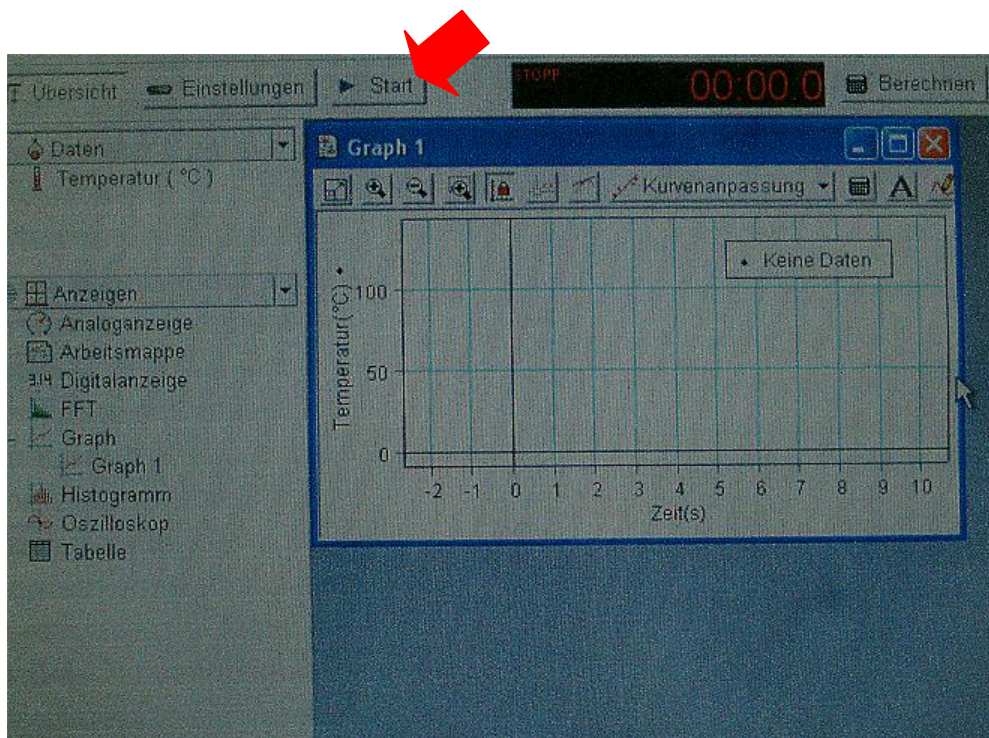 Übersicht Einstellungen Start STOPP 00:00.0 Berechnen
Daten
Temperatur ( °C )
Anzeigen
Analoganzeige
Arbeitsmappe
3.14 Digitalanzeige
FFT
Graph
Graph 1
Histogramm
Oszilloskop
Tabelle
Graph 1
Kurvenanpassung A
Keine Daten
Temperatur(°C)
100
50
0
-2 -1 0 1 2 3 4 5 6 7 8 9 10
Zeit(s)